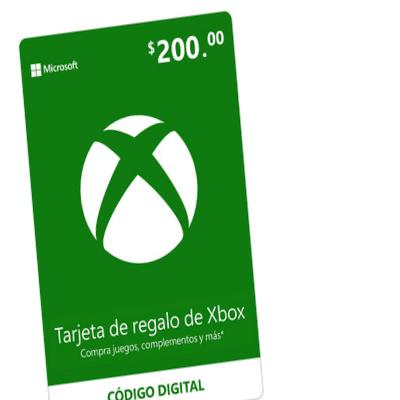 Microsoft
$200.00
Tarjeta de regalo de Xbox
Compra juegos, complementos y más*
CÓDIGO DIGITAL